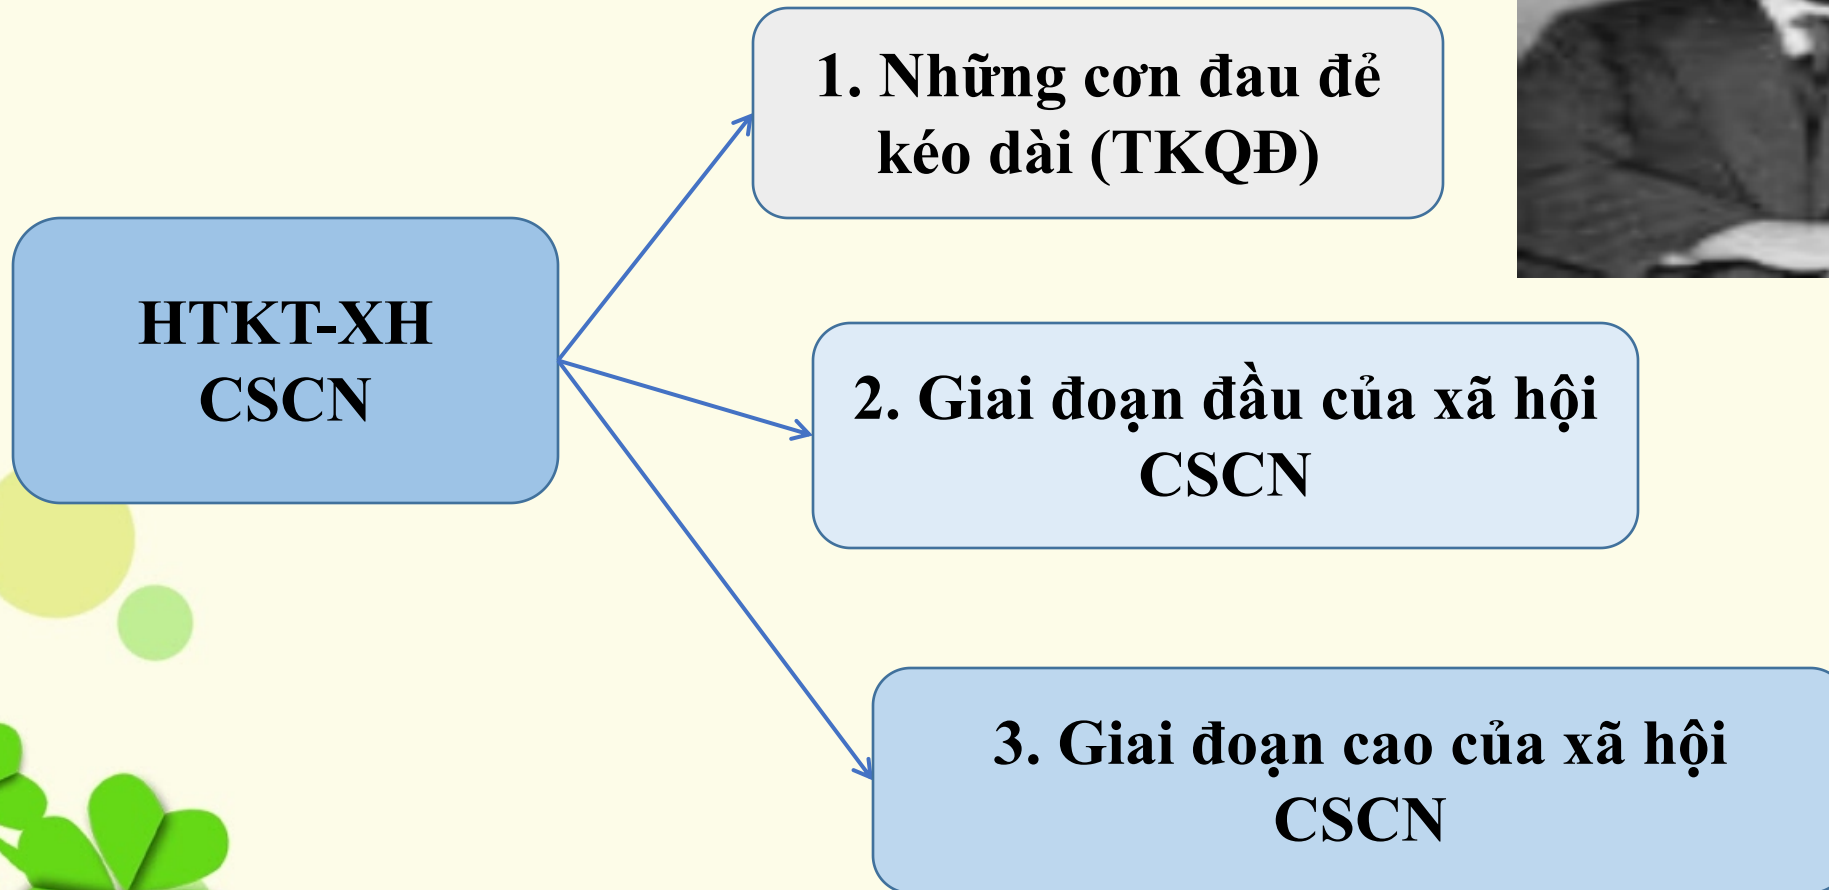 1. Những cơn đau đẻ
kéo dài (TKQĐ)
HTKT-XH
CSCN
2. Giai đoạn đầu của xã hội
CSCN
3. Giai đoạn cao của xã hội
CSCN